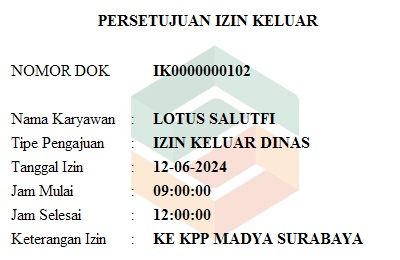 PERSETUJUAN IZIN KELUAR
NOMOR DOK IK0000000102
Nama Karyawan : LOTUS SALUTFI
Tipe Pengajuan : IZIN KELUAR DINAS
Tanggal Izin : 12-06-2024
Jam Mulai : 09:00:00
Jam Selesai : 12:00:00
Keterangan Izin : KE KPP MADYA SURABAYA